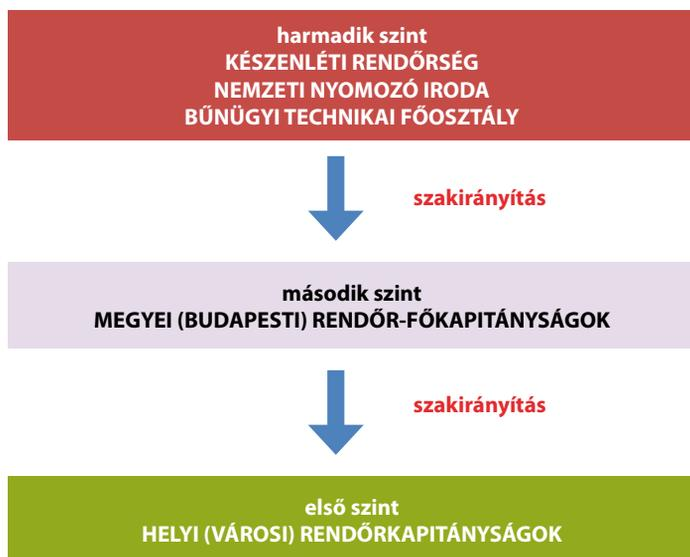 harmadik szint
KÉSZENLÉTI RENDŐRSÉG
NEMZETI NYOMOZÓ IRODA
BŰNÜGYI TECHNIKAI FŐOSZTÁLY
szakirányítás
második szint
MEGYEI (BUDAPESTI) RENDŐR-FŐKAPITÁNYSÁGOK
szakirányítás
első szint
HELYI (VÁROSI) RENDŐRKAPITÁNYSÁGOK